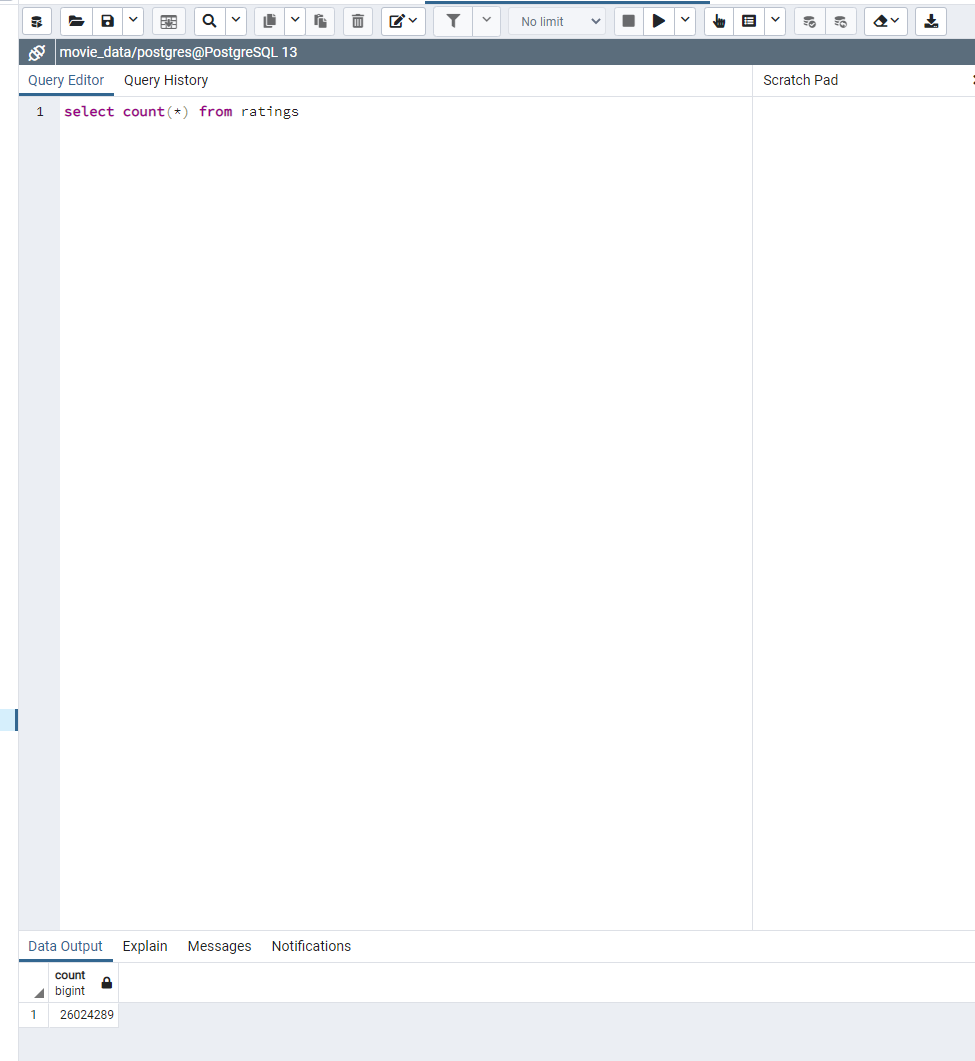 No limit
movie_data/postgres@PostgreSQL 13
Query Editor Query History Scratch Pad
1 select count(*) from ratings
Data Output Explain Messages Notifications
count
bigint
1 26024289